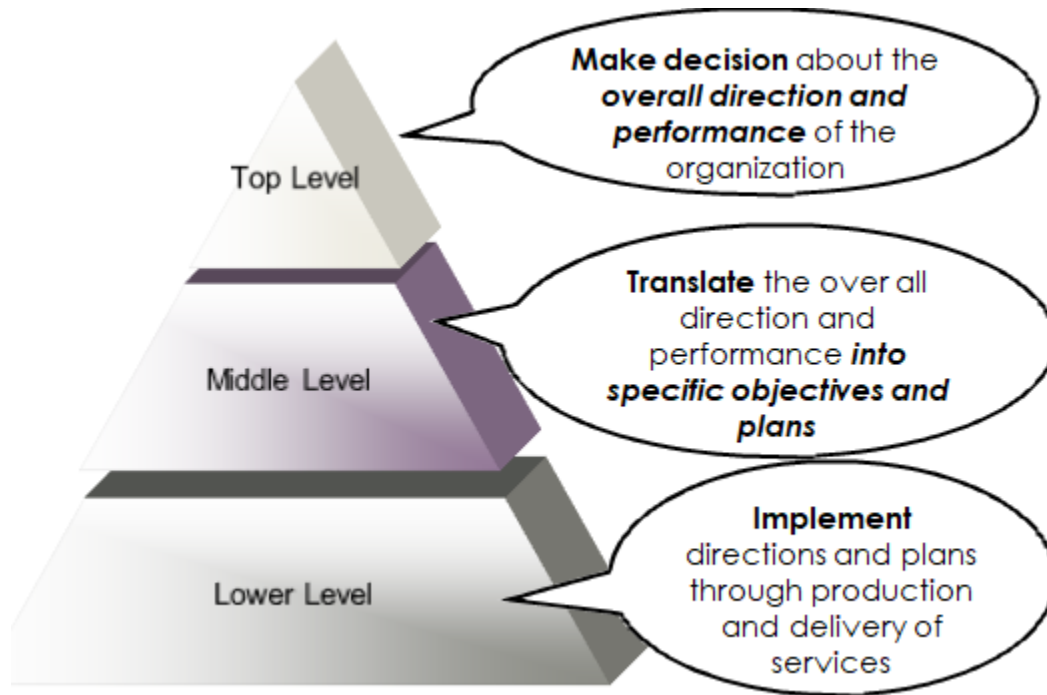 Make decision about the
overall direction and
performance of the
organization
Top Level
Translate the over all
direction and
performance into
specific objectives and
plans
Middle Level
Implement
directions and plans
through production
and delivery of
services
Lower Level